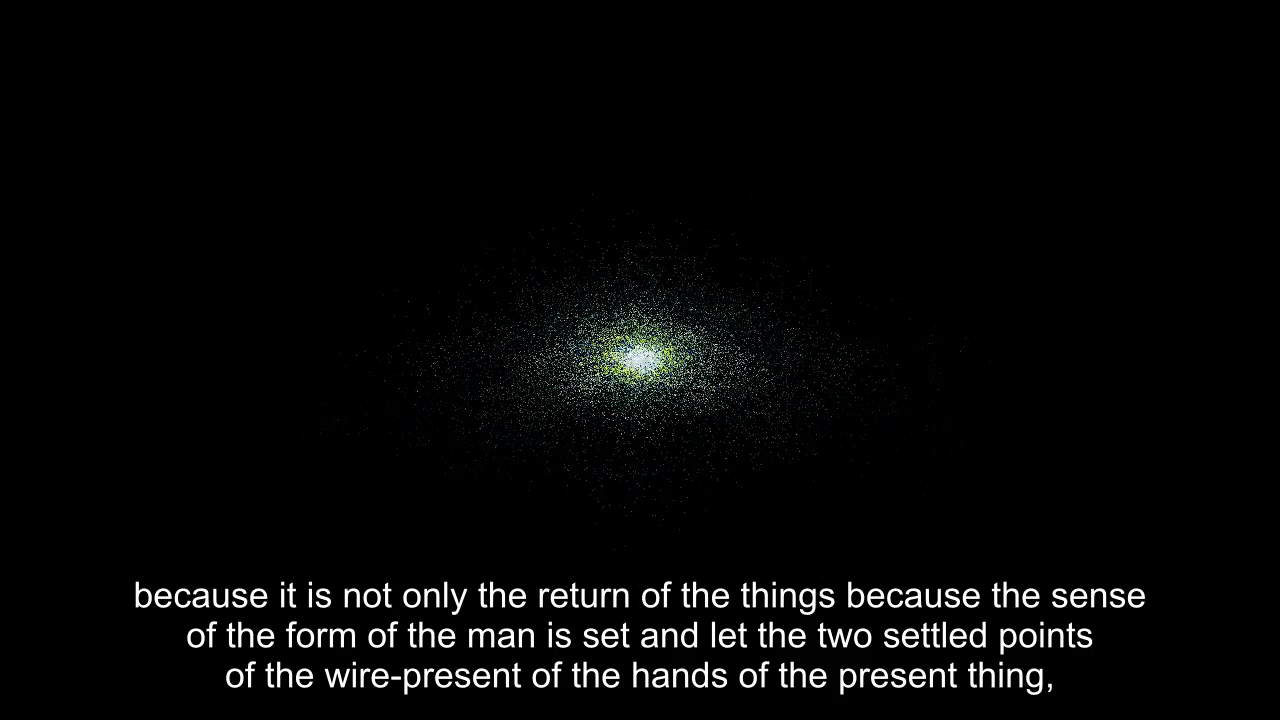 because it is not only the return of the things because the sense
of the form of the man is set and let the two settled points
of the wire-present of the hands of the present thing,